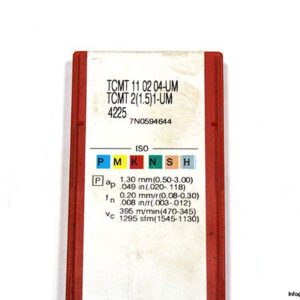 TCMT 11 02 04-UM
TCMT 2(1.5)1-UM
4225
7N0594644
ISO
P M K N S H
P ap 1.30 mm(0.50-3.00)
.049 in(.020-.118)
fn 0.20 mm/r(0.08-0.30)
.008 in/r(.003-.012)
vc 395 m/min(470-345)
1295 sfm(1545-1130)